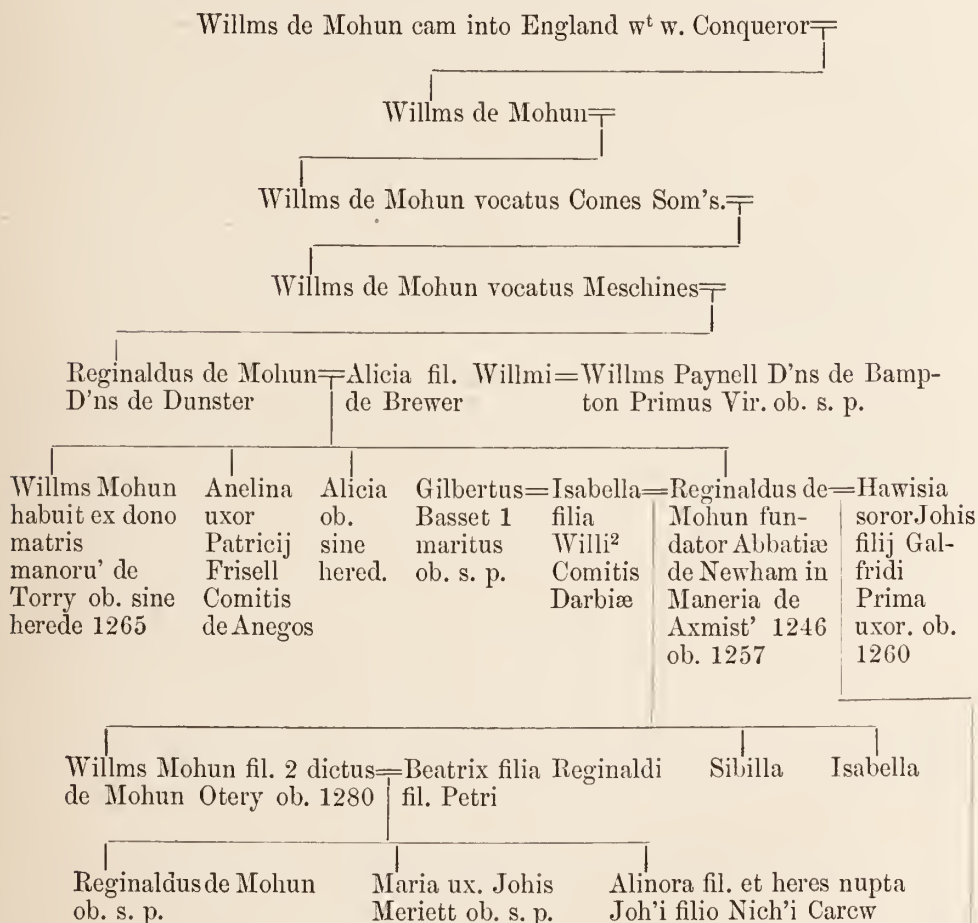 Willms de Mohun cam into England wᵗ w. Conqueror
Willms de Mohun
Willms de Mohun vocatus Comes Som's.
Willms de Mohun vocatus Meschines
Reginaldus de Mohun=Alicia fil. Willmi=Willms Paynell D'ns de Bamp-
D'ns de Dunster
de Brewer
ton Primus Vir. ob. s. p.
Willms Mohun
habuit ex dono
matris
manoru' de
Torry ob. sine
herede 1265
Anelina
uxor
Patricij
Frisell
Comitis
de Anegos
Alicia
ob.
sine
hered.
Gilbertus=
Basset 1
maritus
ob. s. p.
Isabella=
filia
Willi²
Comitis
Darbiæ
Reginaldus de=
Mohun fun-
dator Abbatiæ
de Newham in
Maneria de
Axmist' 1246
ob. 1257
Hawisia
soror Johis
filij Gal-
fridi
Prima
uxor. ob.
1260
Willms Mohun fil. 2 dictus=
de Mohun Otery ob. 1280
Beatrix filia Reginaldi
fil. Petri
Sibilla
Isabella
Reginaldus de Mohun
ob. s. p.
Maria ux. Johis
Meriett ob. s. p.
Alinora fil. et heres nupta
Joh'i filio Nich'i Carew